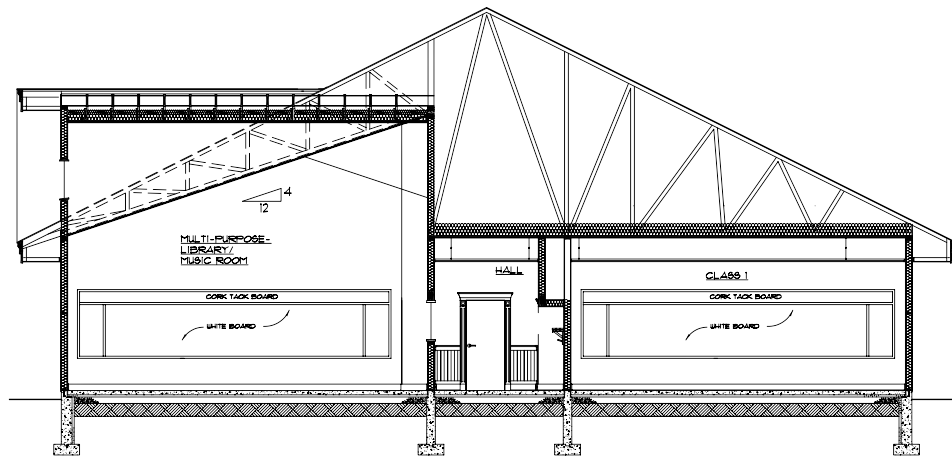 4
12
MULTI-PURPOSE-
LIBRARY/
MUSIC ROOM
HALL
CLASS 1
CORK TACK BOARD
WHITE BOARD
CORK TACK BOARD
WHITE BOARD